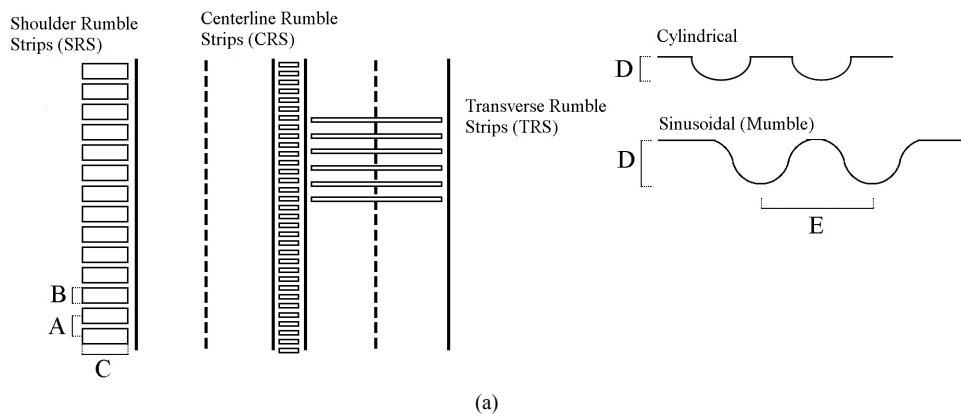 Shoulder Rumble
Strips (SRS)
Centerline Rumble
Strips (CRS)
Transverse Rumble
Strips (TRS)
B
A
C
Cylindrical
D
Sinusoidal (Mumble)
D
E
(a)